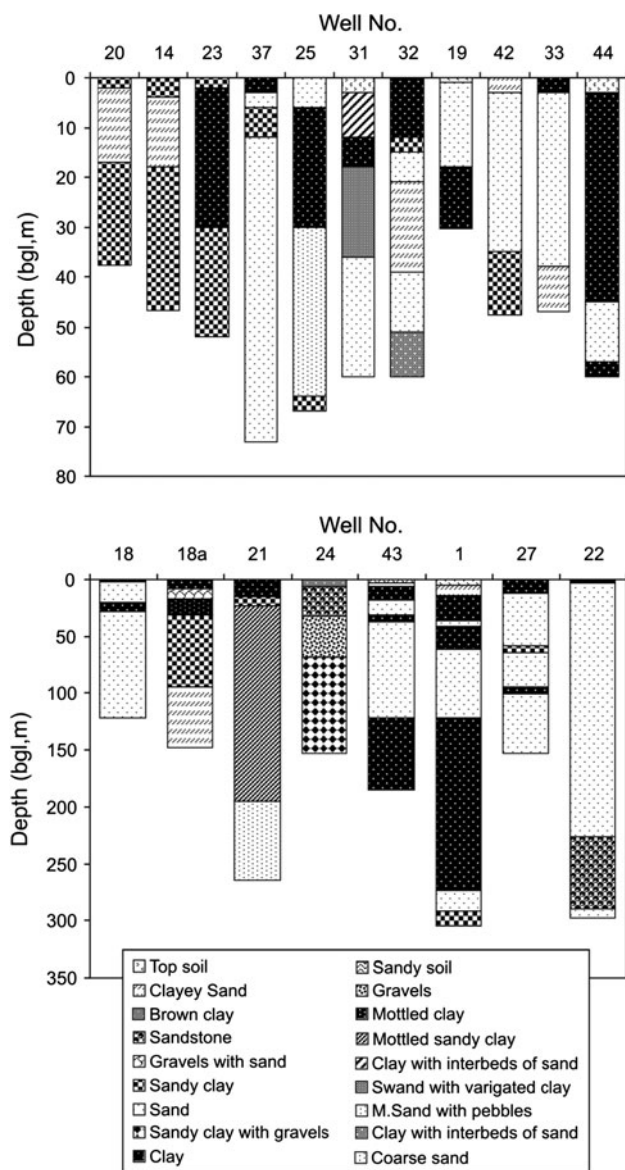 Well No.
20 14 23 37 25 31 32 19 42 33 44
Depth (bgl,m)
0
10
20
30
40
50
60
70
80
Well No.
18 18a 21 24 43 1 27 22
Depth (bgl,m)
0
50
100
150
200
250
300
350
Top soil Sandy soil
Clayey Sand Gravels
Brown clay Mottled clay
Sandstone Mottled sandy clay
Gravels with sand Clay with interbeds of sand
Sandy clay Swand with varigated clay
Sand M.Sand with pebbles
Sandy clay with gravels Clay with interbeds of sand
Clay Coarse sand